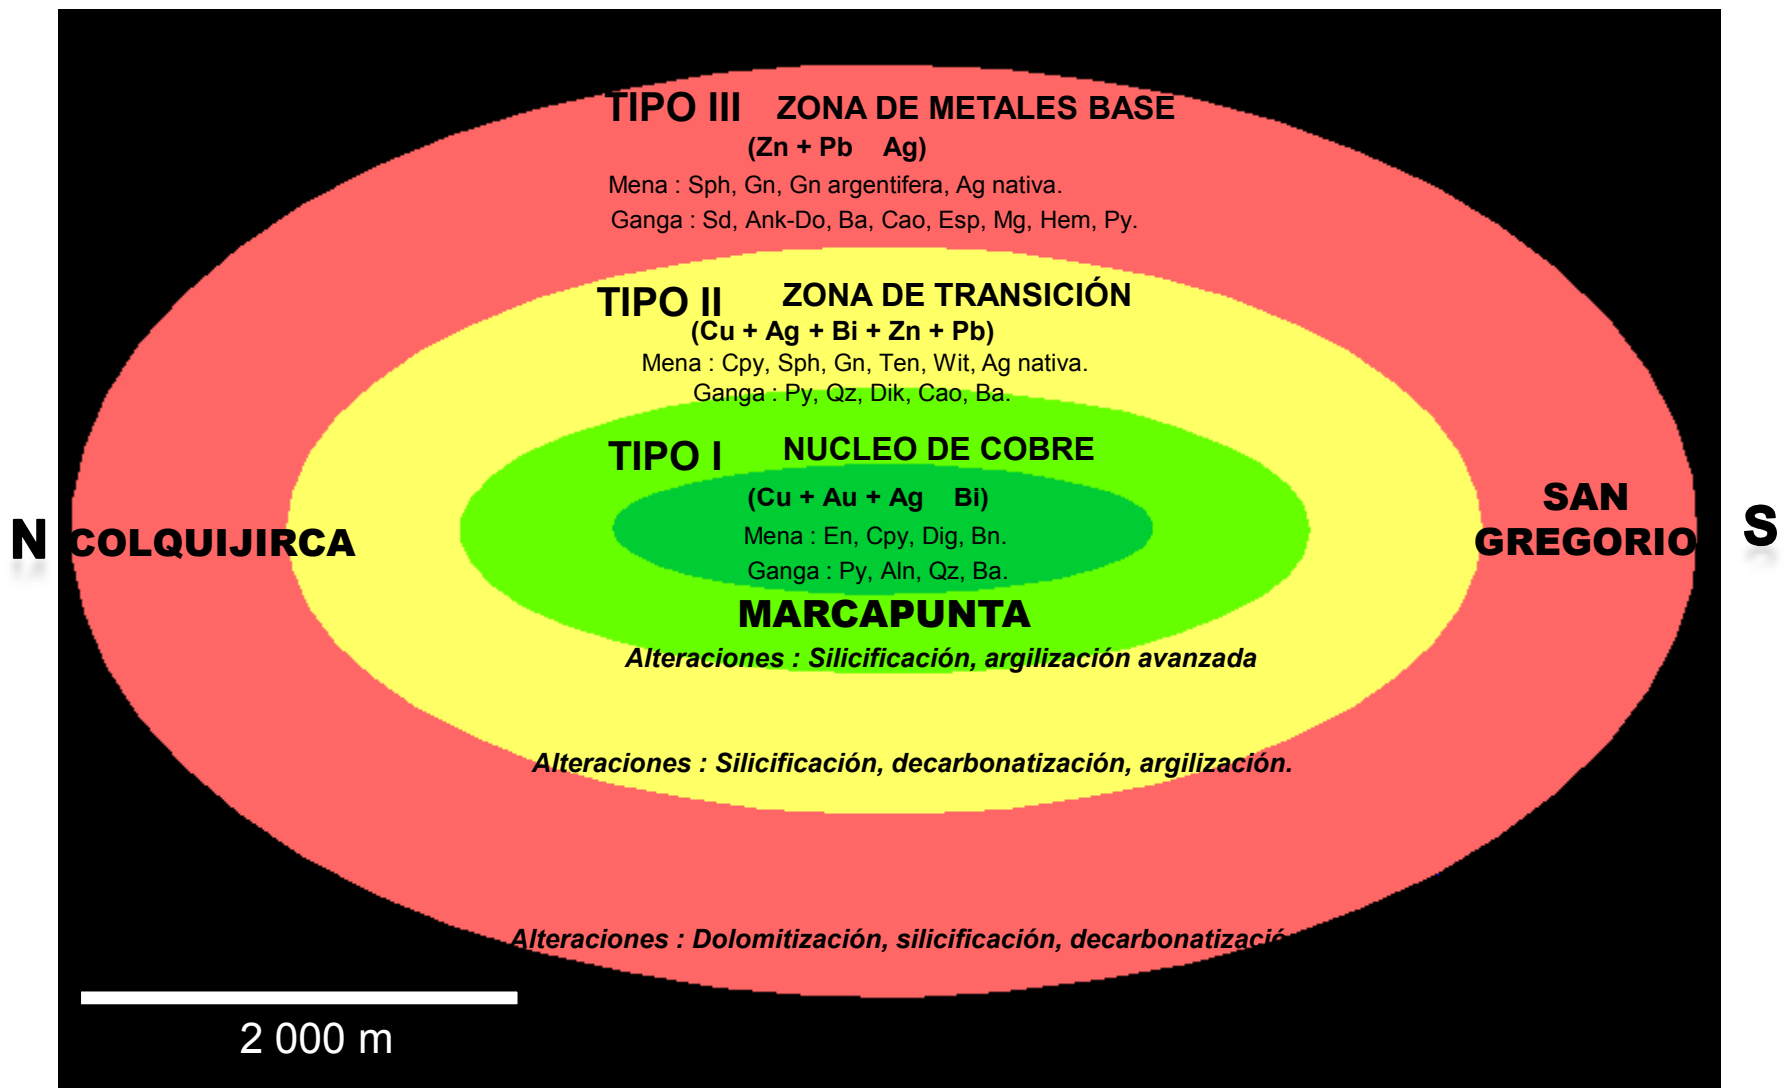 TIPO III ZONA DE METALES BASE
(Zn + Pb Ag)
Mena : Sph, Gn, Gn argentifera, Ag nativa.
Ganga : Sd, Ank-Do, Ba, Cao, Esp, Mg, Hem, Py.
TIPO II ZONA DE TRANSICIÓN
(Cu + Ag + Bi + Zn + Pb)
Mena : Cpy, Sph, Gn, Ten, Wit, Ag nativa.
Ganga : Py, Qz, Dik, Cao, Ba.
TIPO I NUCLEO DE COBRE
(Cu + Au + Ag Bi)
Mena : En, Cpy, Dig, Bn.
Ganga : Py, Aln, Qz, Ba.
N COLQUIJIRCA
SAN
GREGORIO
S
MARCAPUNTA
Alteraciones : Silicificación, argilización avanzada
Alteraciones : Silicificación, decarbonatización, argilización.
Alteraciones : Dolomitización, silicificación, decarbonatizació
2 000 m